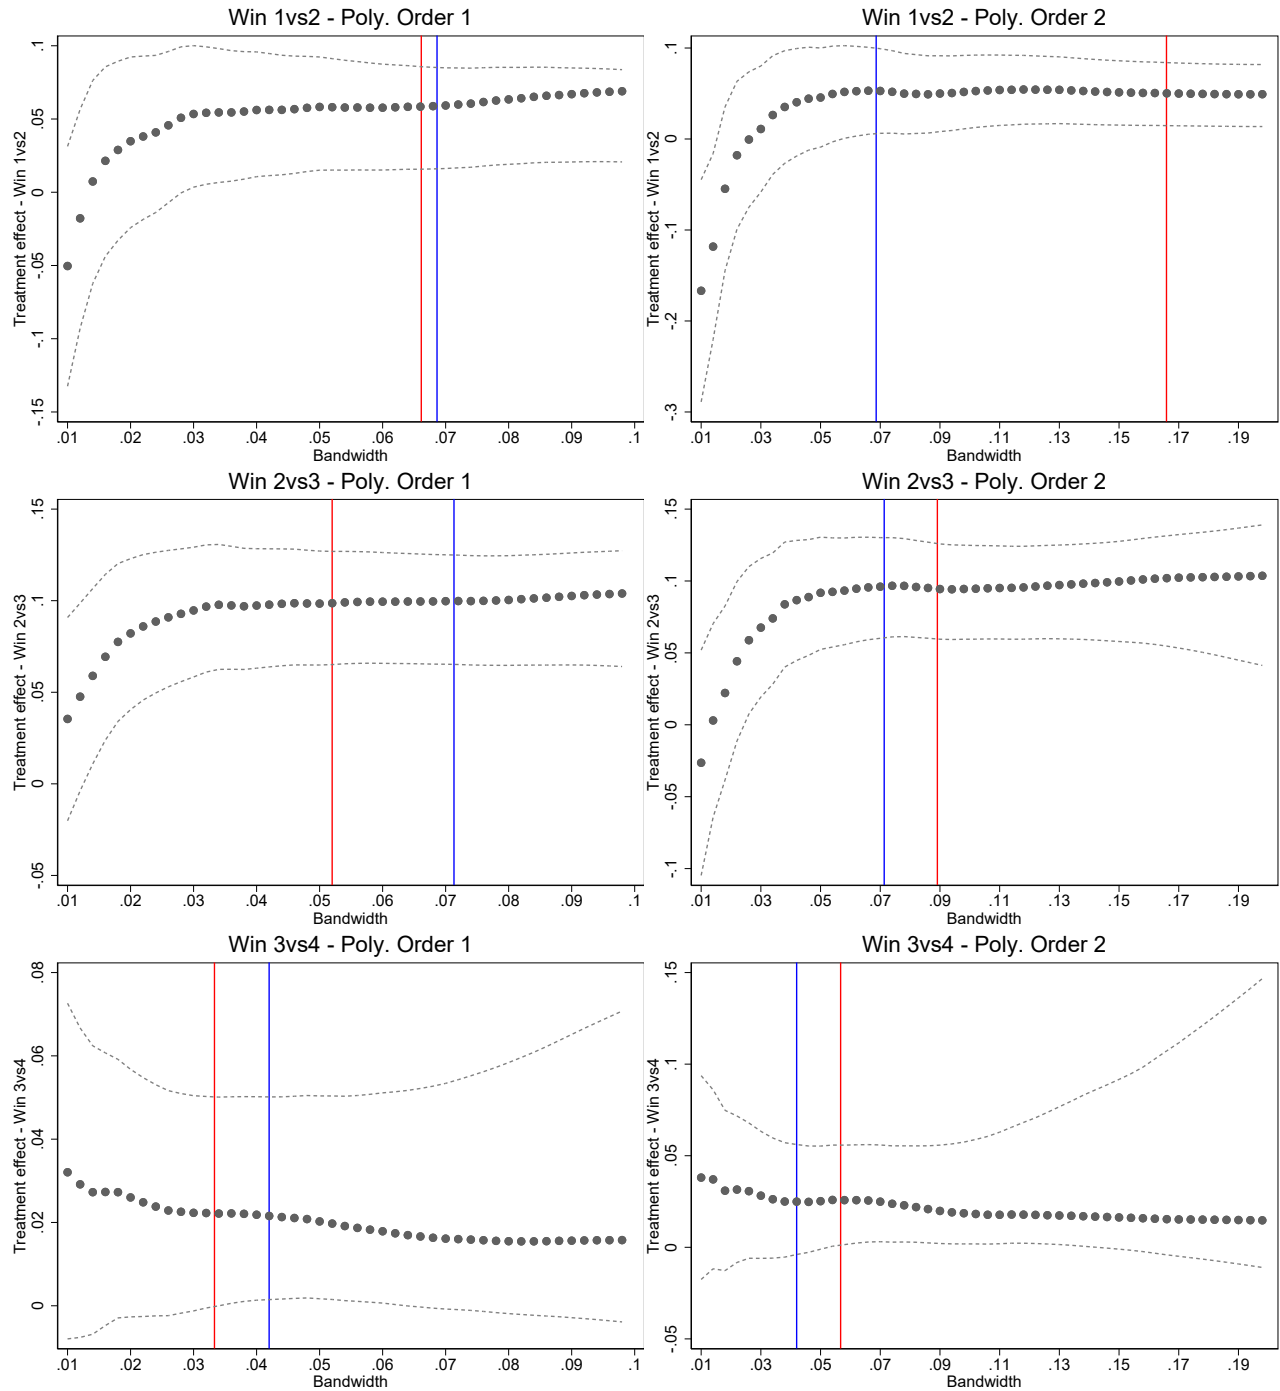 Win 1vs2 - Poly. Order 1
Treatment effect - Win 1vs2
.1
.05
0
-.05
-.1
-.15
.01 .02 .03 .04 .05 .06 .07 .08 .09 .1
Bandwidth
Win 1vs2 - Poly. Order 2
Treatment effect - Win 1vs2
.1
0
-.1
-.2
-.3
.01 .03 .05 .07 .09 .11 .13 .15 .17 .19
Bandwidth
Win 2vs3 - Poly. Order 1
Treatment effect - Win 2vs3
.15
.1
.05
0
-.05
.01 .02 .03 .04 .05 .06 .07 .08 .09 .1
Bandwidth
Win 2vs3 - Poly. Order 2
Treatment effect - Win 2vs3
.15
.1
.05
0
-.05
-.1
.01 .03 .05 .07 .09 .11 .13 .15 .17 .19
Bandwidth
Win 3vs4 - Poly. Order 1
Treatment effect - Win 3vs4
.08
.06
.04
.02
0
.01 .02 .03 .04 .05 .06 .07 .08 .09 .1
Bandwidth
Win 3vs4 - Poly. Order 2
Treatment effect - Win 3vs4
.15
.1
.05
0
-.05
.01 .03 .05 .07 .09 .11 .13 .15 .17 .19
Bandwidth